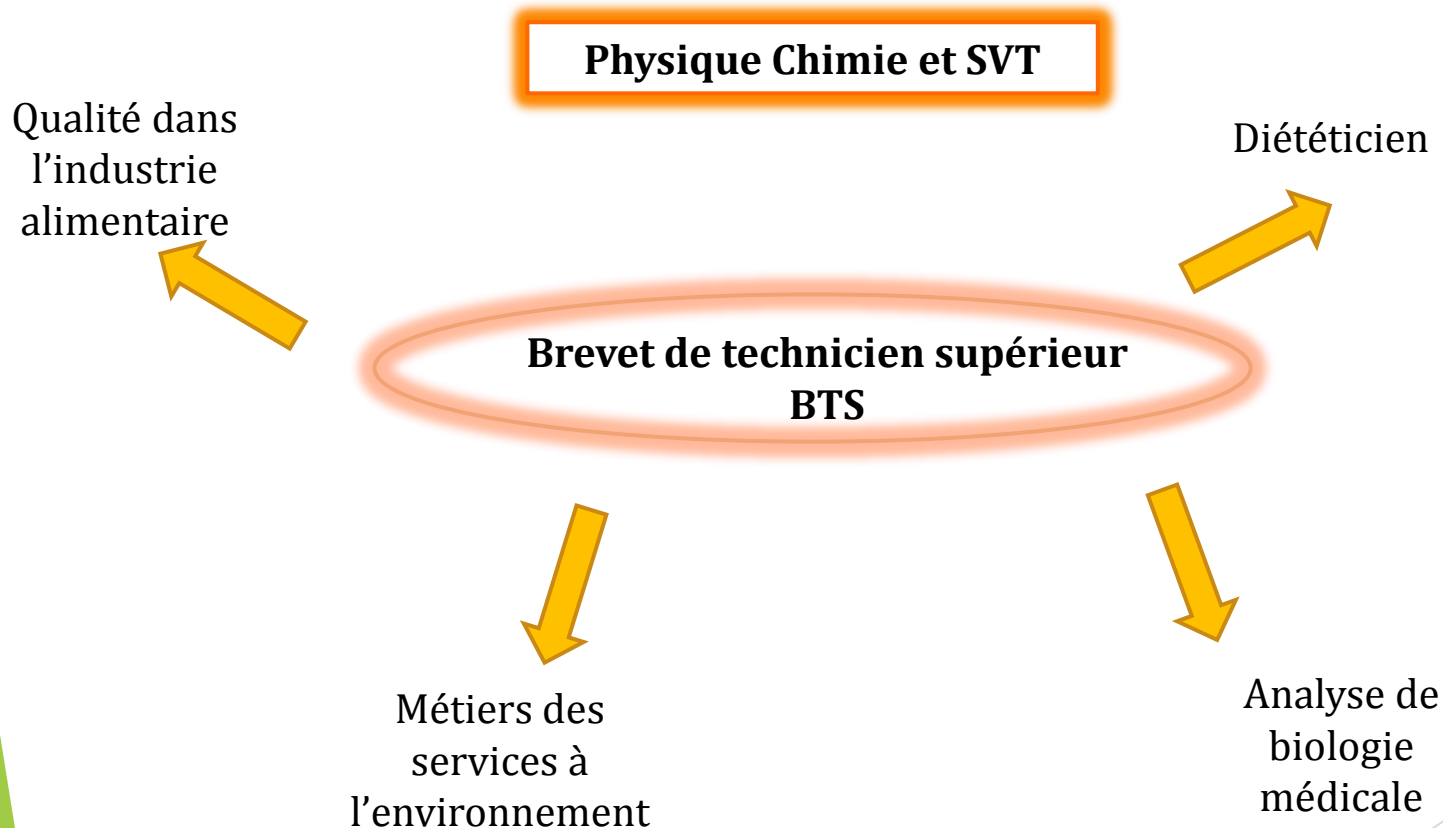 Physique Chimie et SVT
Qualité dans
l’industrie
alimentaire
Diététicien
Brevet de technicien supérieur
BTS
Métiers des
services à
l’environnement
Analyse de
biologie
médicale